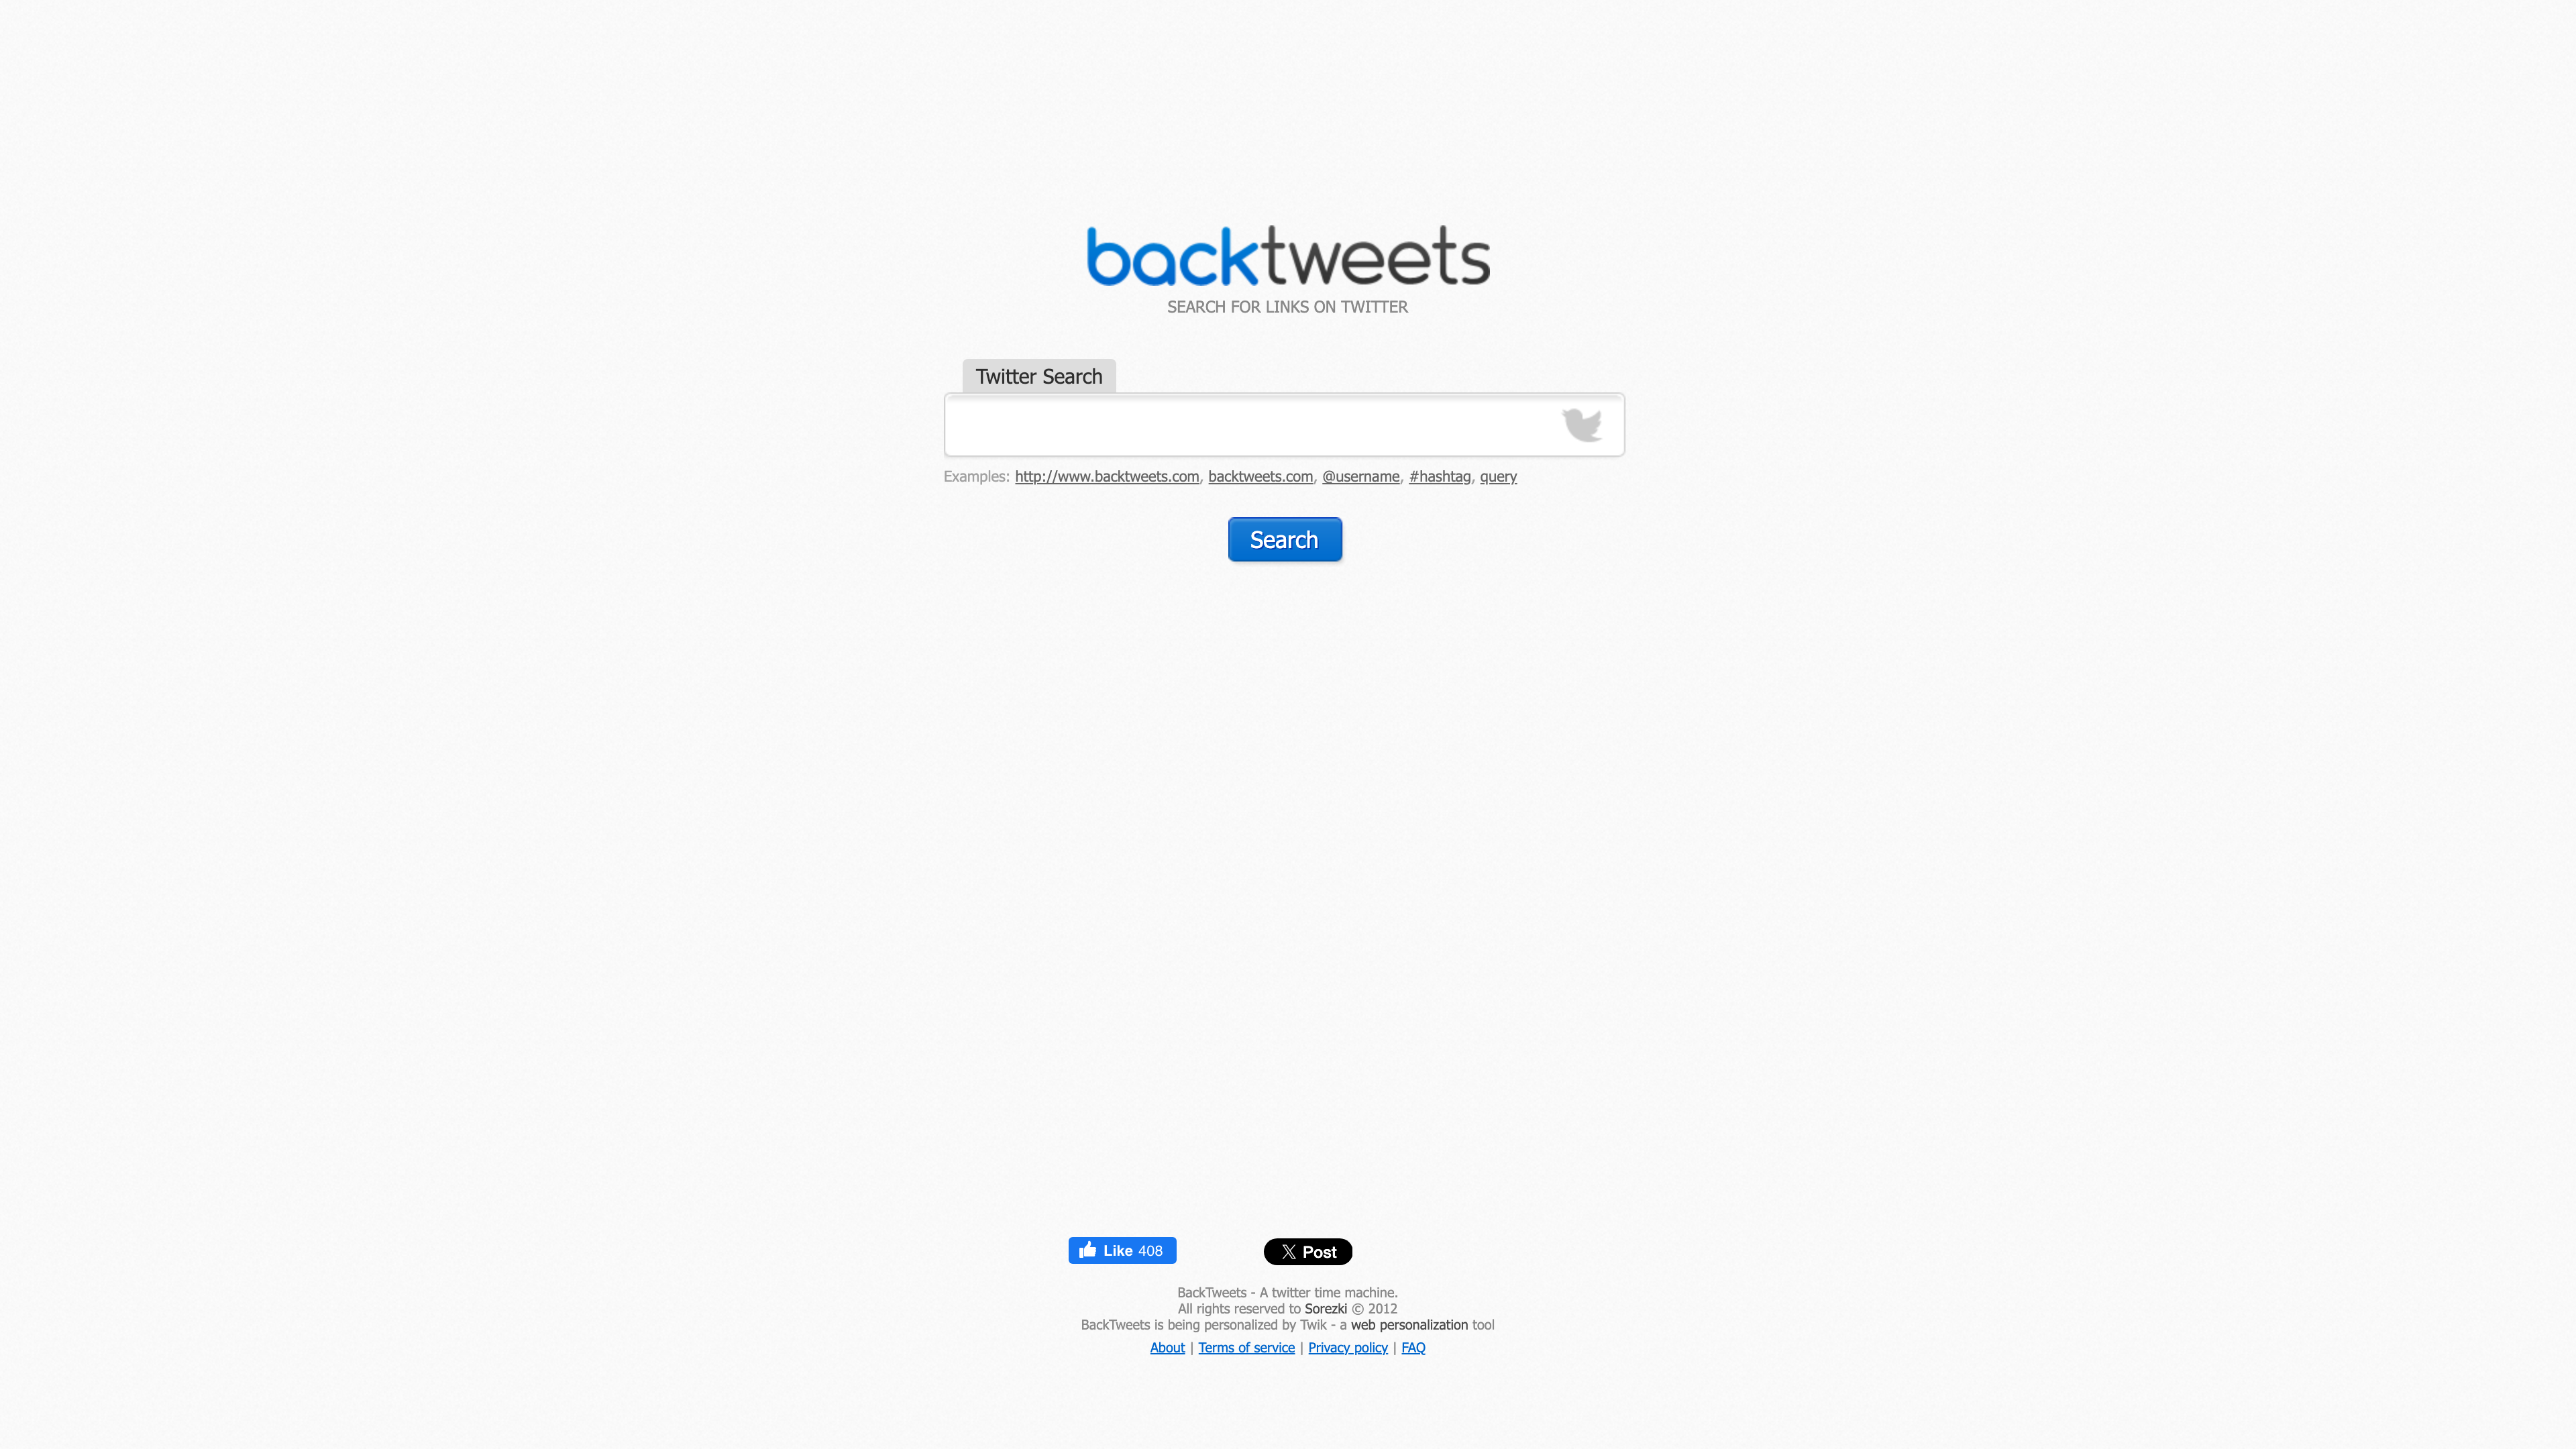 backtweets
SEARCH FOR LINKS ON TWITTER
Twitter Search
Examples: http://www.backtweets.com, backtweets.com, @username, #hashtag, query
Search
Like 408
X Post
BackTweets - A twitter time machine.
All rights reserved to Sorezki © 2012
BackTweets is being personalized by Twik - a web personalization tool
About | Terms of service | Privacy policy | FAQ